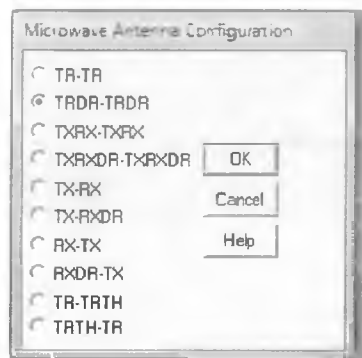 Microwave Antenna Configuration
TR-TR
TRDR-TRDR
TXRX-TXRX
TXRXDR-TXRXDR
OK
TX-RX
Cancel
TX-RXDR
RX-TX
Help
RXDR-TX
TR-TRTH
TRTH-TR